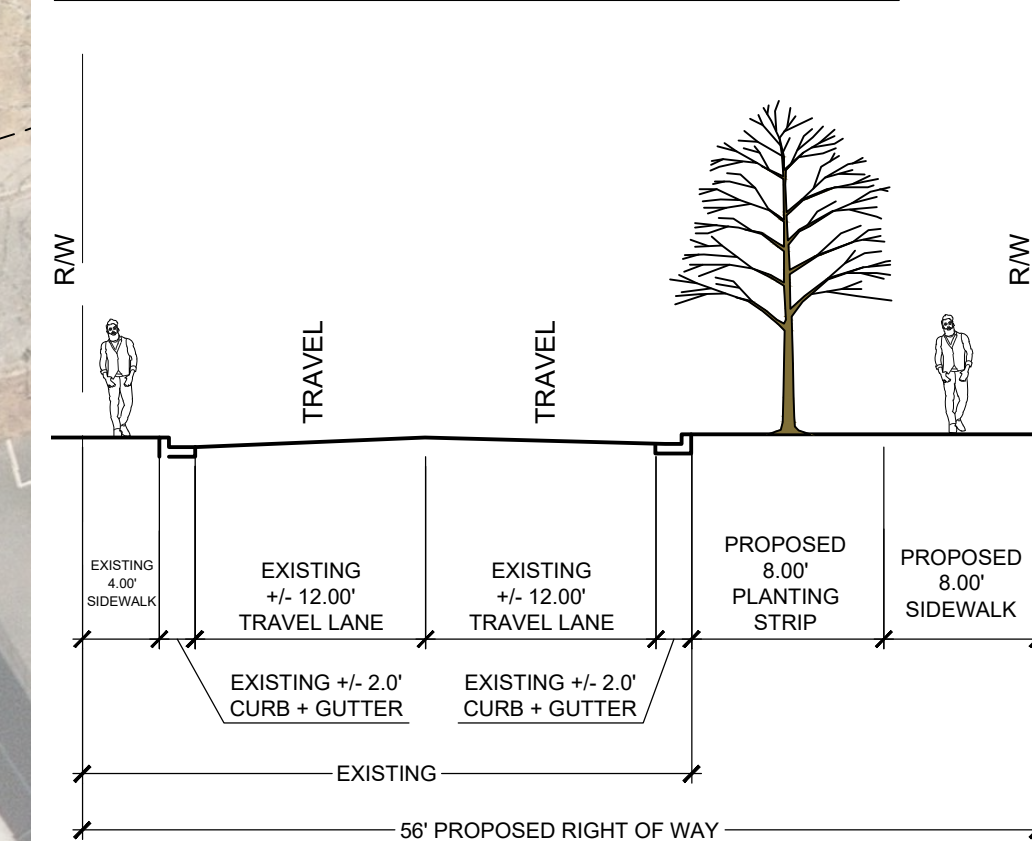 R/W
R/W
TRAVEL
TRAVEL
EXISTING
4.00'
SIDEWALK
EXISTING
+/- 12.00'
TRAVEL LANE
EXISTING
+/- 12.00'
TRAVEL LANE
PROPOSED
8.00'
PLANTING
STRIP
PROPOSED
8.00'
SIDEWALK
EXISTING +/- 2.0'
CURB + GUTTER
EXISTING +/- 2.0'
CURB + GUTTER
EXISTING
56' PROPOSED RIGHT OF WAY